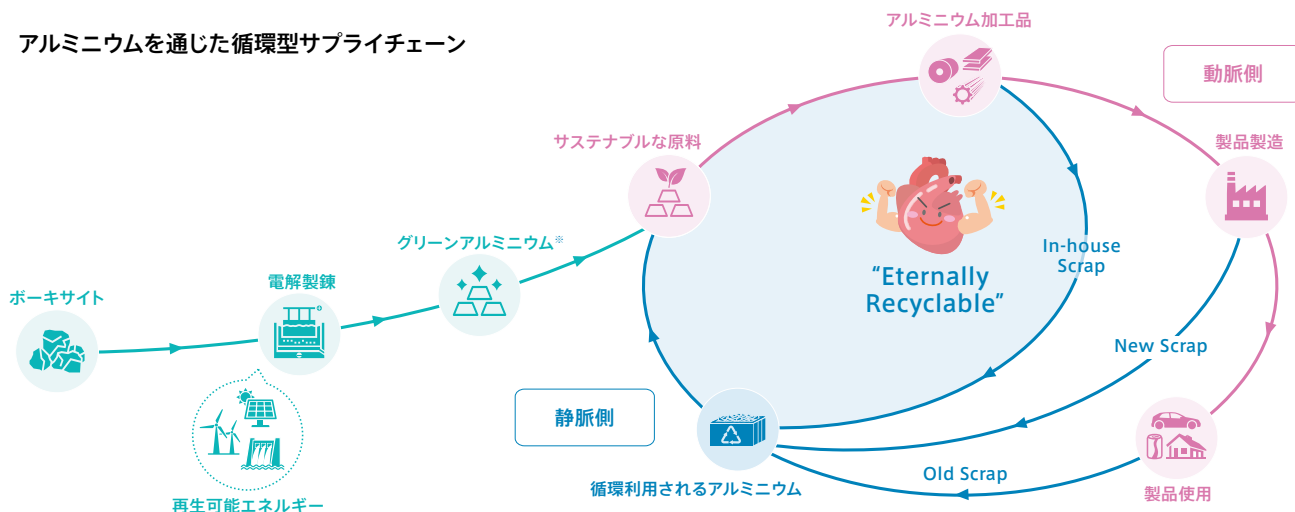 アルミニウムを通じた循環型サプライチェーン
アルミニウム加工品
動脈側
サステナブルな原料
製品製造
グリーンアルミニウム※
In-house
Scrap
電解製錬
“Eternally
Recyclable”
ボーキサイト
New Scrap
静脈側
Old Scrap
循環利用されるアルミニウム
製品使用
再生可能エネルギー